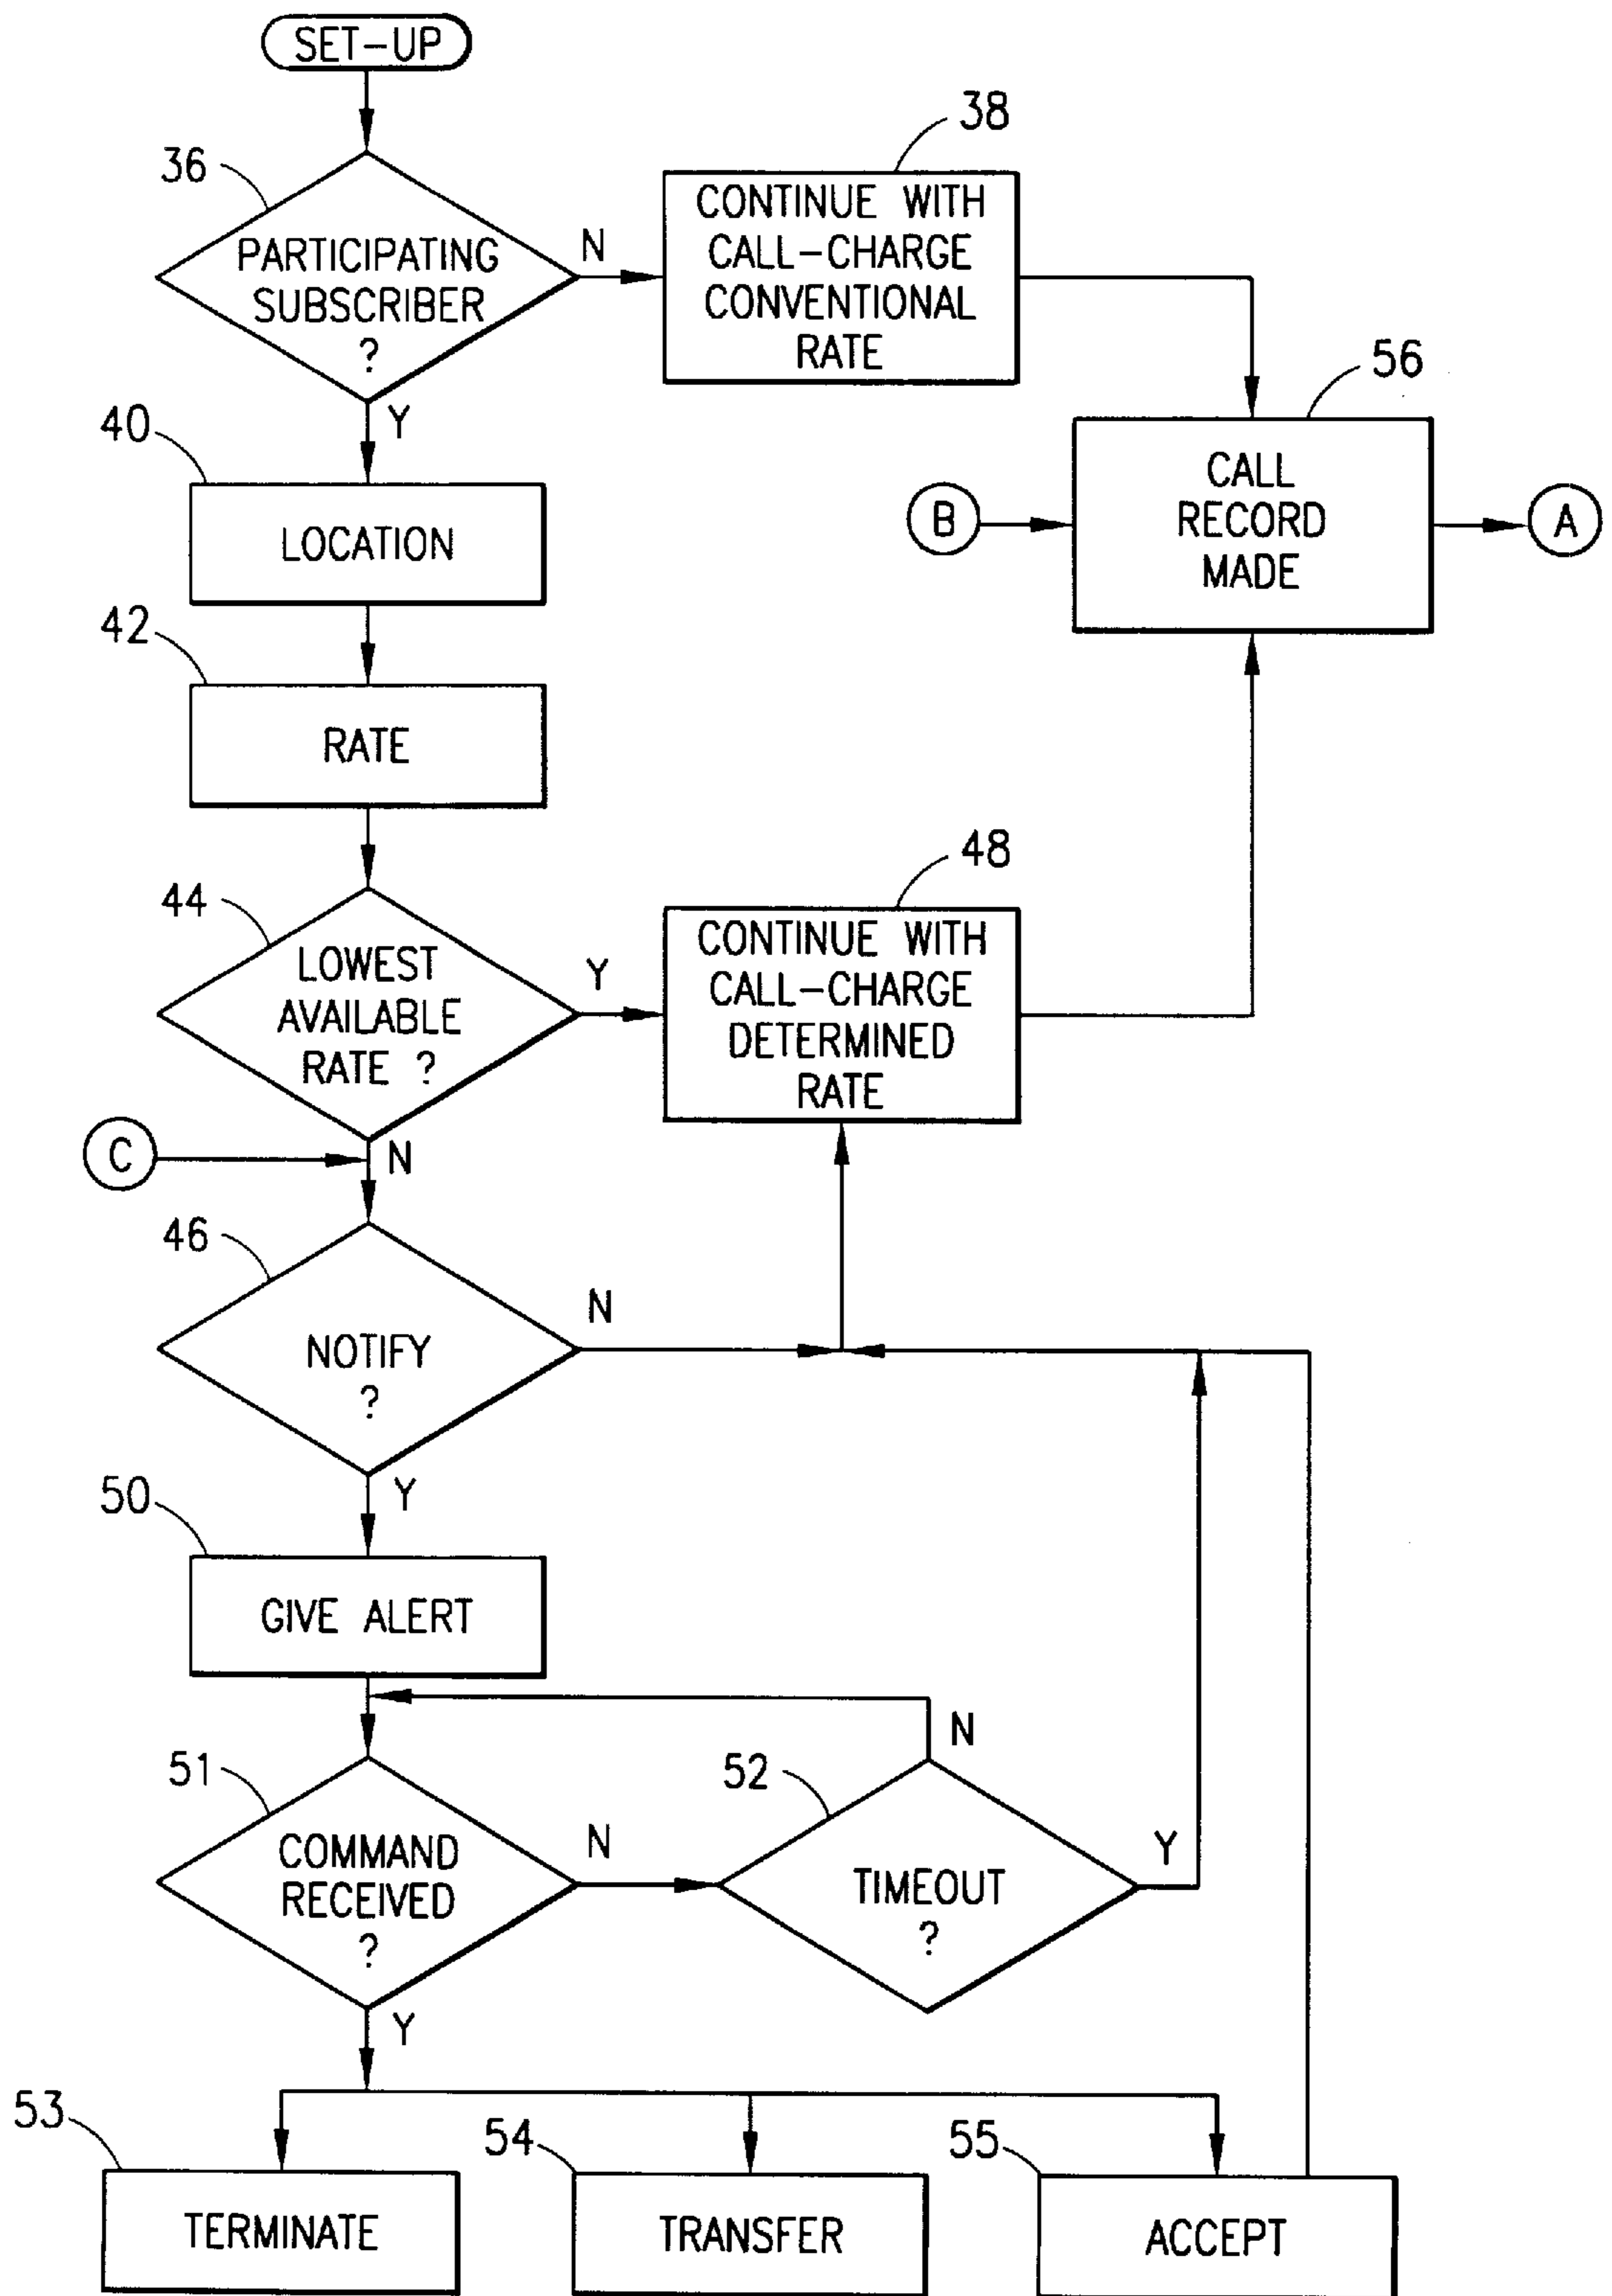 SET-UP
36
PARTICIPATING
SUBSCRIBER
?
N
Y
38
CONTINUE WITH
CALL-CHARGE
CONVENTIONAL
RATE
56
CALL
RECORD
MADE
B
A
40
LOCATION
42
RATE
44
LOWEST
AVAILABLE
RATE ?
Y
N
48
CONTINUE WITH
CALL-CHARGE
DETERMINED
RATE
C
46
NOTIFY
?
N
Y
50
GIVE ALERT
51
COMMAND
RECEIVED
?
N
Y
52
TIMEOUT
?
N
Y
53
TERMINATE
54
TRANSFER
55
ACCEPT